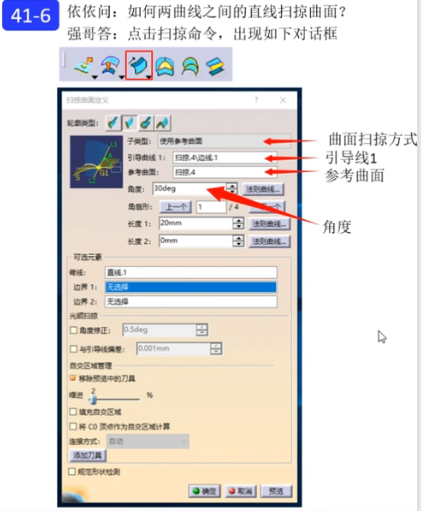 41-6
依依问：如何两曲线之间的直线扫掠曲面？
强哥答：点击扫掠命令，出现如下对话框
扫掠曲面定义
? ×
轮廓类型：
子类型：使用参考曲面
曲面扫掠方式
引导曲线 1：扫掠.4\边线.1
引导线1
参考曲面：扫掠.4
参考曲面
角度：30deg 法则曲线...
角度
角扇形：上一个 1 / 4 下一个
长度 1：20mm 法则曲线...
长度 2：0mm 法则曲线...
可选元素
脊线：直线.1
边界 1：无选择
边界 2：无选择
光顺扫掠
角度修正：0.5deg
与引导线偏差：0.001mm
自交区域管理
移除预览中的刀具
缩进 2 %
填充自交区域
将 C0 顶点作为自交区域计算
连接方式：自动
添加刀具
规范形状检测
确定 取消 预览